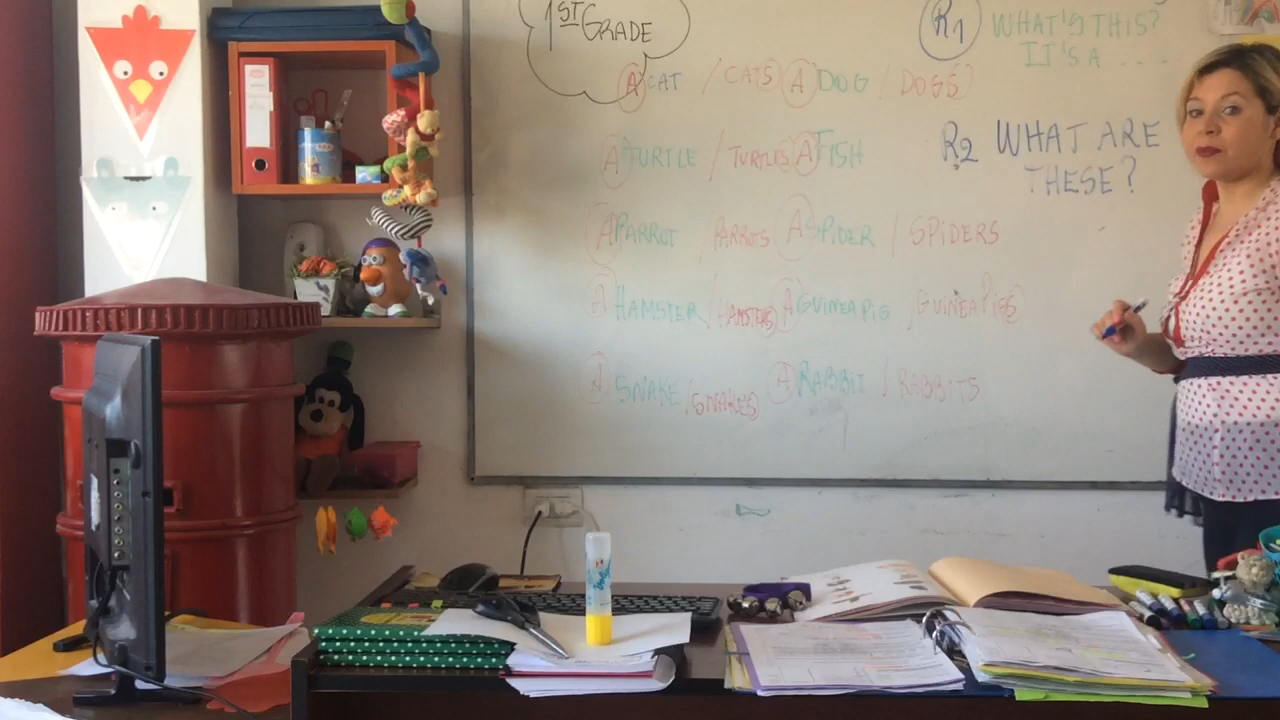 1ST GRADE
R1 WHAT'S THIS?
IT'S A ....
A CAT / CATS A DOG / DOGS
R2 WHAT ARE THESE?
A TURTLE / TURTLES A FISH
A PARROT / PARROTS A SPIDER / SPIDERS
A HAMSTER / HAMSTERS A GUINEA PIG / GUINEA PIGS
A SNAKE / SNAKES A RABBIT / RABBITS